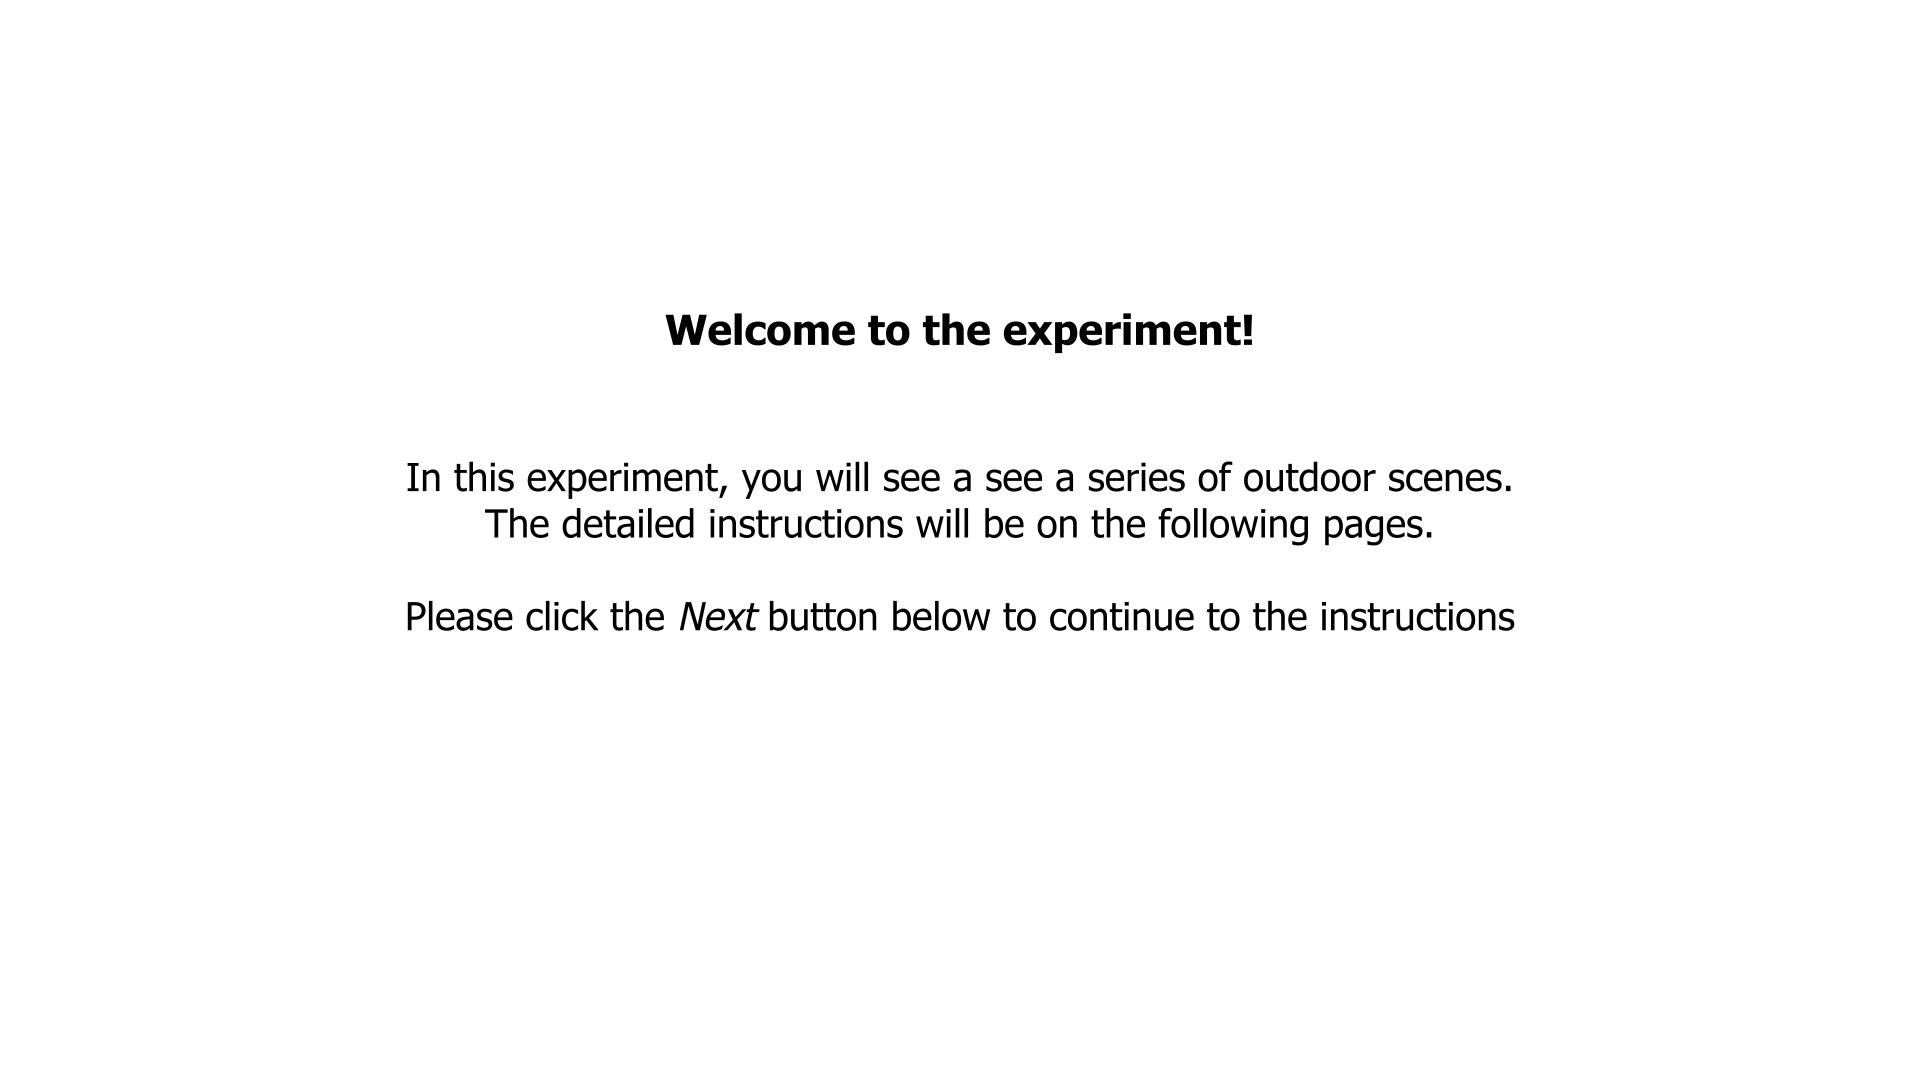 Welcome to the experiment!
In this experiment, you will see a see a series of outdoor scenes.
The detailed instructions will be on the following pages.
Please click the Next button below to continue to the instructions